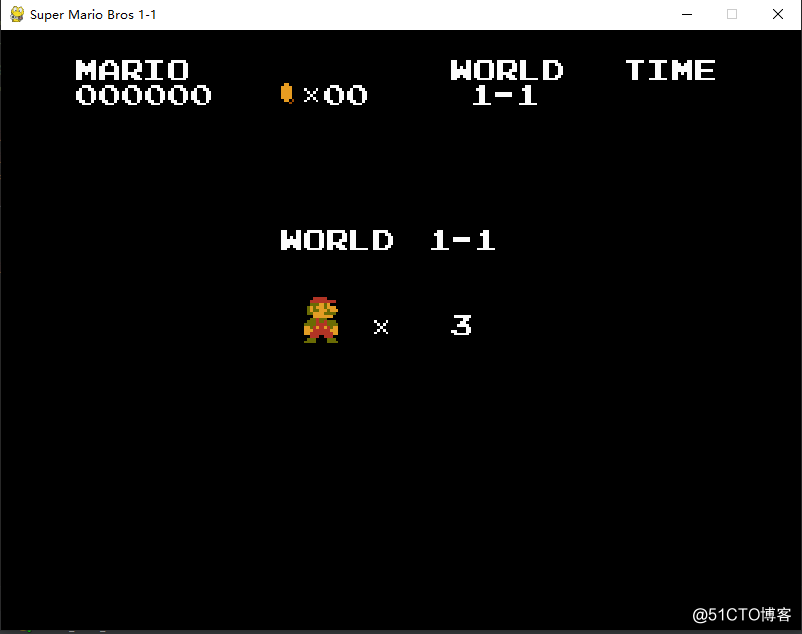 Super Mario Bros 1-1
MARIO WORLD TIME
000000 ×00 1-1
WORLD 1-1
× 3
@51CTO博客